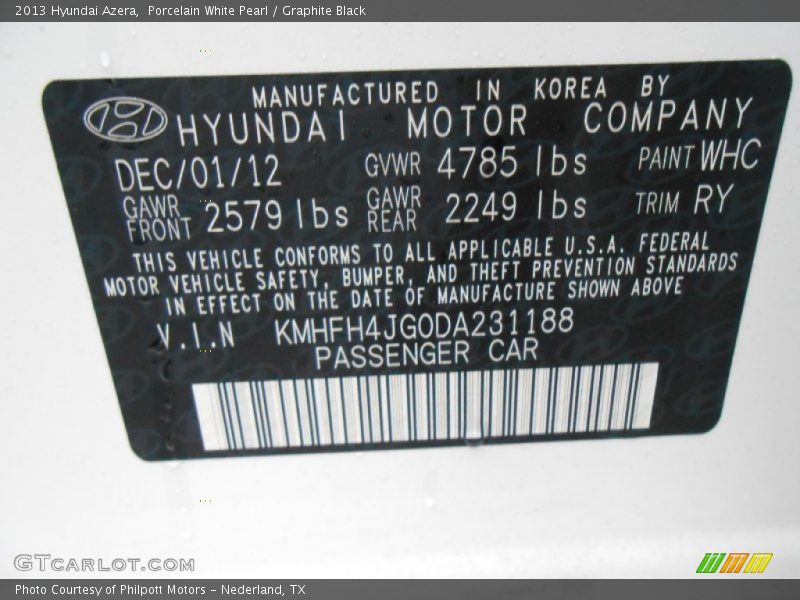 2013 Hyundai Azera, Porcelain White Pearl / Graphite Black
MANUFACTURED IN KOREA BY
HYUNDAI MOTOR COMPANY
DEC/01/12 GVWR 4785 lbs PAINT WHC
GAWR FRONT 2579 lbs GAWR REAR 2249 lbs TRIM RY
THIS VEHICLE CONFORMS TO ALL APPLICABLE U.S.A. FEDERAL
MOTOR VEHICLE SAFETY, BUMPER, AND THEFT PREVENTION STANDARDS
IN EFFECT ON THE DATE OF MANUFACTURE SHOWN ABOVE
V.I.N KMHFH4JG0DA231188
PASSENGER CAR
GTCARLOT.COM
Photo Courtesy of Philpott Motors - Nederland, TX